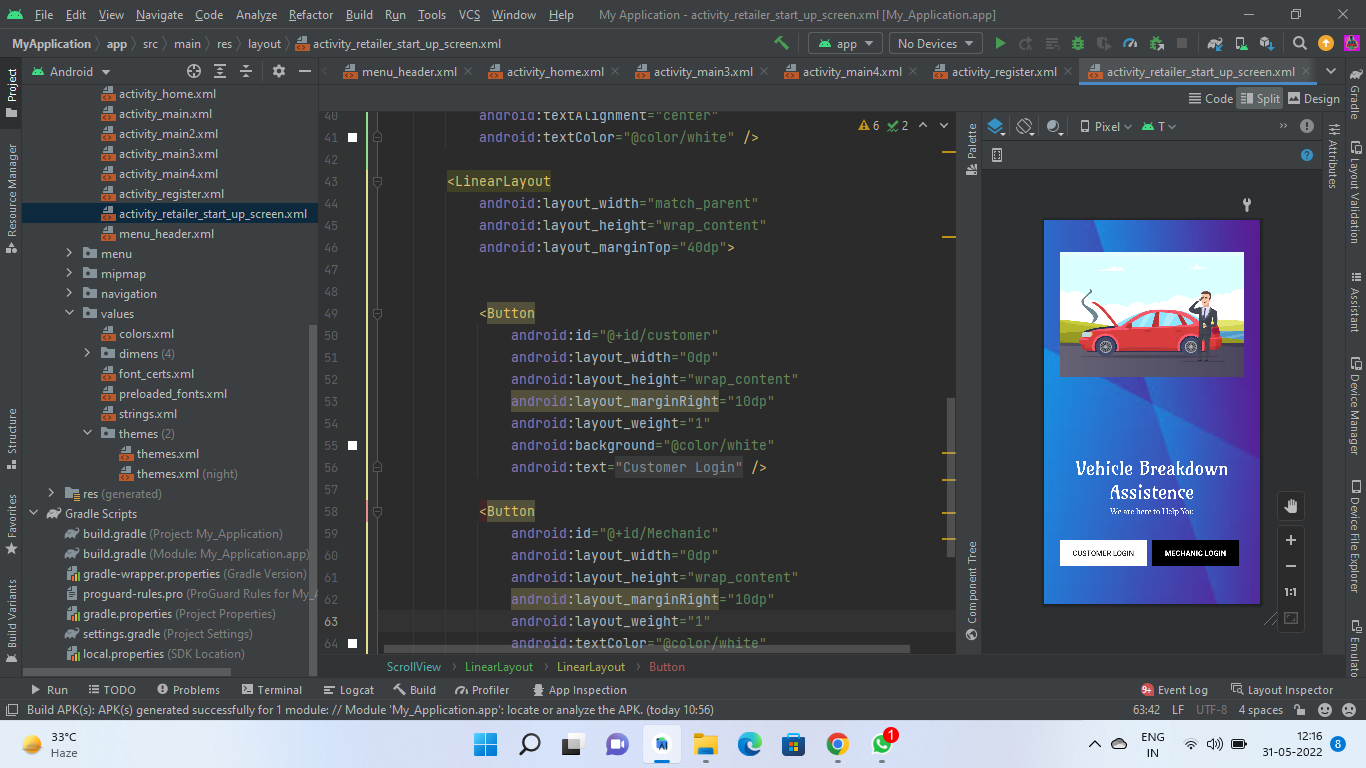 File Edit View Navigate Code Analyze Refactor Build Run Tools VCS Window Help My Application - activity_retailer_start_up_screen.xml [My_Application.app]
MyApplication app src main res layout activity_retailer_start_up_screen.xml app No Devices
Project
Resource Manager
Structure
Favorites
Build Variants
Android
activity_home.xml
activity_main.xml
activity_main2.xml
activity_main3.xml
activity_main4.xml
activity_register.xml
activity_retailer_start_up_screen.xml
menu_header.xml
menu
mipmap
navigation
values
colors.xml
dimens (4)
font_certs.xml
preloaded_fonts.xml
strings.xml
themes (2)
themes.xml
themes.xml (night)
res (generated)
Gradle Scripts
build.gradle (Project: My_Application)
build.gradle (Module: My_Application.app)
gradle-wrapper.properties (Gradle Version)
proguard-rules.pro (ProGuard Rules for My_A
gradle.properties (Project Properties)
settings.gradle (Project Settings)
local.properties (SDK Location)
menu_header.xml activity_home.xml activity_main3.xml activity_main4.xml activity_register.xml activity_retailer_start_up_screen.xml
Code Split Design
6 2
40 android:textAlignment="center"
41 android:textColor="@color/white" />
42
43 <LinearLayout
44 android:layout_width="match_parent"
45 android:layout_height="wrap_content"
46 android:layout_marginTop="40dp">
47
48
49 <Button
50 android:id="@+id/customer"
51 android:layout_width="0dp"
52 android:layout_height="wrap_content"
53 android:layout_marginRight="10dp"
54 android:layout_weight="1"
55 android:background="@color/white"
56 android:text="Customer Login" />
57
58 <Button
59 android:id="@+id/Mechanic"
60 android:layout_width="0dp"
61 android:layout_height="wrap_content"
62 android:layout_marginRight="10dp"
63 android:layout_weight="1"
64 android:textColor="@color/white"
ScrollView LinearLayout LinearLayout Button
Palette
Component Tree
Pixel T
Vehicle Breakdown
Assistence
We are here to Help You
CUSTOMER LOGIN MECHANIC LOGIN
1:1
Attributes
Gradle
Layout Validation
Assistant
Device Manager
Device File Explorer
Emulato
Run TODO Problems Terminal Logcat Build Profiler App Inspection 9+ Event Log Layout Inspector
Build APK(s): APK(s) generated successfully for 1 module: // Module 'My_Application.app': locate or analyze the APK. (today 10:56) 63:42 LF UTF-8 4 spaces
33°C
Haze
1
ENG
IN
12:16
31-05-2022
8